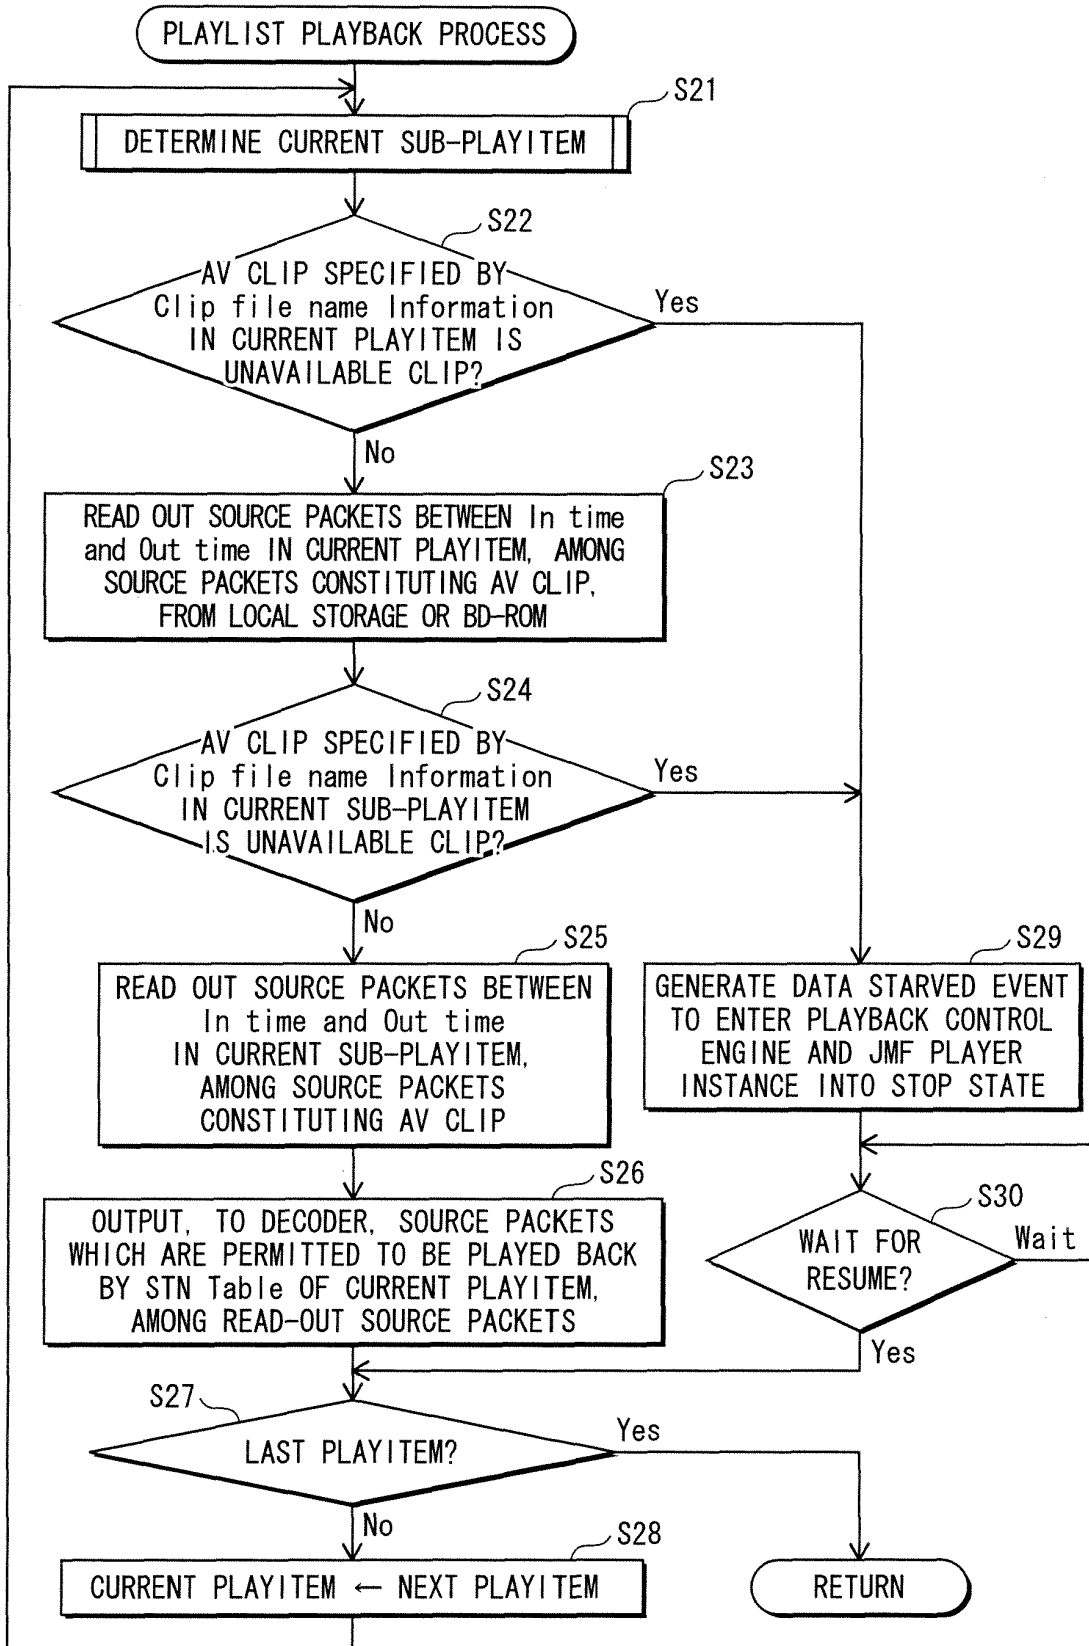 PLAYLIST PLAYBACK PROCESS
S21
DETERMINE CURRENT SUB-PLAYITEM
S22
AV CLIP SPECIFIED BY
Clip file name Information
IN CURRENT PLAYITEM IS
UNAVAILABLE CLIP?
Yes
No
S23
READ OUT SOURCE PACKETS BETWEEN In time
and Out time IN CURRENT PLAYITEM, AMONG
SOURCE PACKETS CONSTITUTING AV CLIP,
FROM LOCAL STORAGE OR BD-ROM
S24
AV CLIP SPECIFIED BY
Clip file name Information
IN CURRENT SUB-PLAYITEM
IS UNAVAILABLE CLIP?
Yes
No
S25
READ OUT SOURCE PACKETS BETWEEN
In time and Out time
IN CURRENT SUB-PLAYITEM,
AMONG SOURCE PACKETS
CONSTITUTING AV CLIP
S29
GENERATE DATA STARVED EVENT
TO ENTER PLAYBACK CONTROL
ENGINE AND JMF PLAYER
INSTANCE INTO STOP STATE
S26
OUTPUT, TO DECODER, SOURCE PACKETS
WHICH ARE PERMITTED TO BE PLAYED BACK
BY STN Table OF CURRENT PLAYITEM,
AMONG READ-OUT SOURCE PACKETS
S30
WAIT FOR
RESUME?
Wait
Yes
S27
LAST PLAYITEM?
Yes
No
S28
CURRENT PLAYITEM ← NEXT PLAYITEM
RETURN